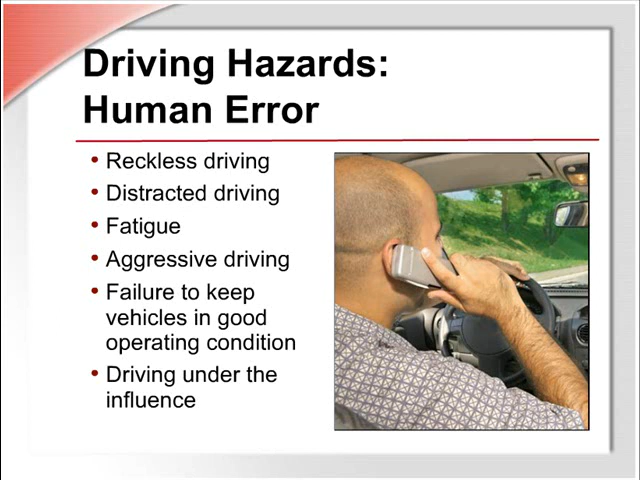 Driving Hazards:
Human Error
• Reckless driving
• Distracted driving
• Fatigue
• Aggressive driving
• Failure to keep
vehicles in good
operating condition
• Driving under the
influence